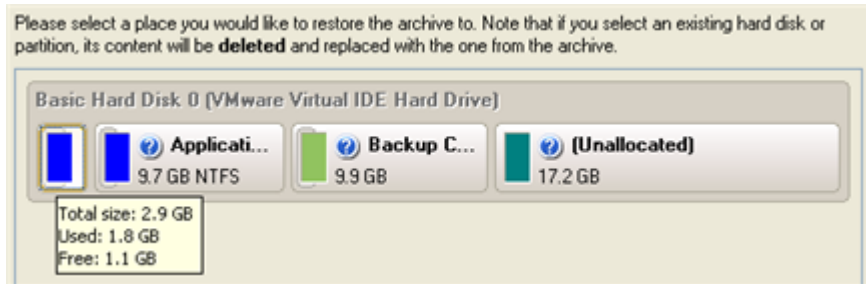 Please select a place you would like to restore the archive to. Note that if you select an existing hard disk or
partition, its content will be deleted and replaced with the one from the archive.
Basic Hard Disk 0 (VMware Virtual IDE Hard Drive)
Applicati... Backup C... (Unallocated)
9.7 GB NTFS 9.9 GB 17.2 GB
Total size: 2.9 GB
Used: 1.8 GB
Free: 1.1 GB